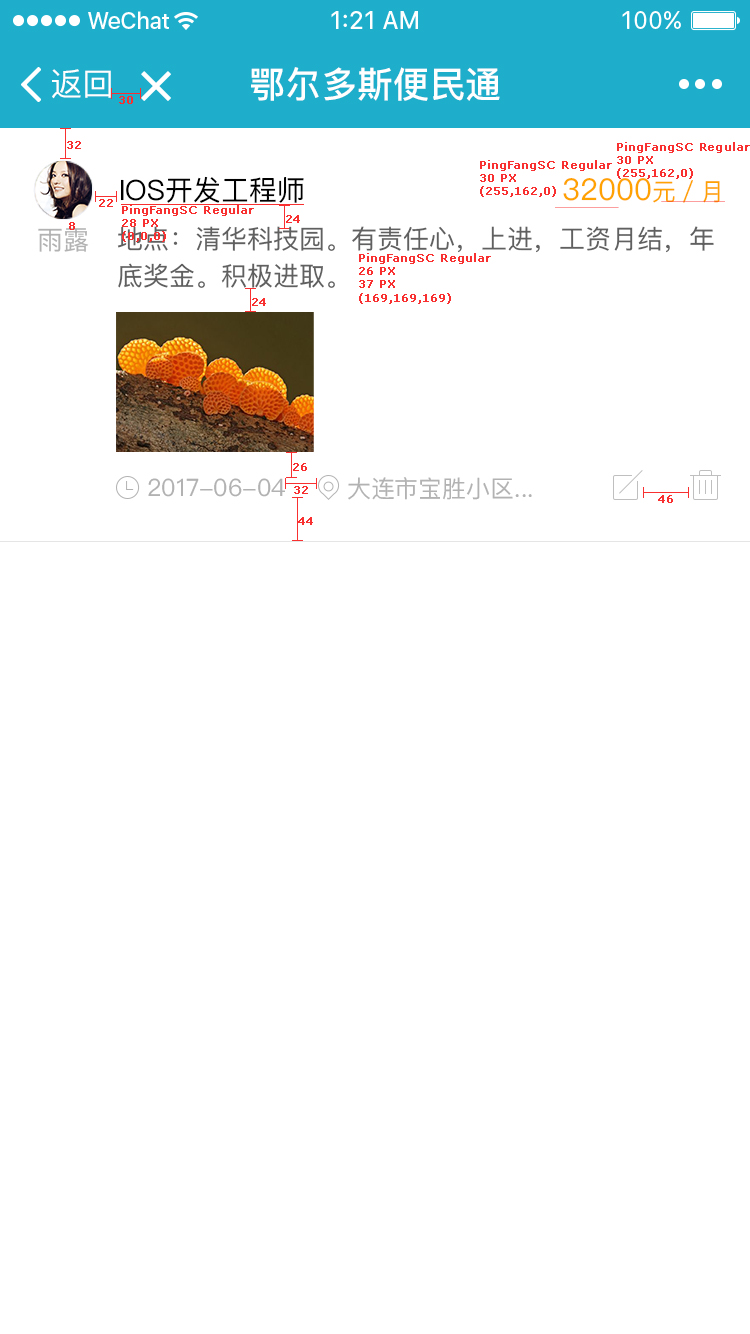 WeChat 1:21 AM 100%
返回 鄂尔多斯便民通
30
32
PingFangSC Regular
30 PX
(255,162,0)
PingFangSC Regular
30 PX
(255,162,0)
IOS开发工程师
32000元 / 月
22
PingFangSC Regular
28 PX
(0,0,0)
24
8
雨露
地点：清华科技园。有责任心，上进，工资月结，年
底奖金。积极进取。
PingFangSC Regular
26 PX
37 PX
(169,169,169)
24
26
2017-06-04
32
大连市宝胜小区...
46
44